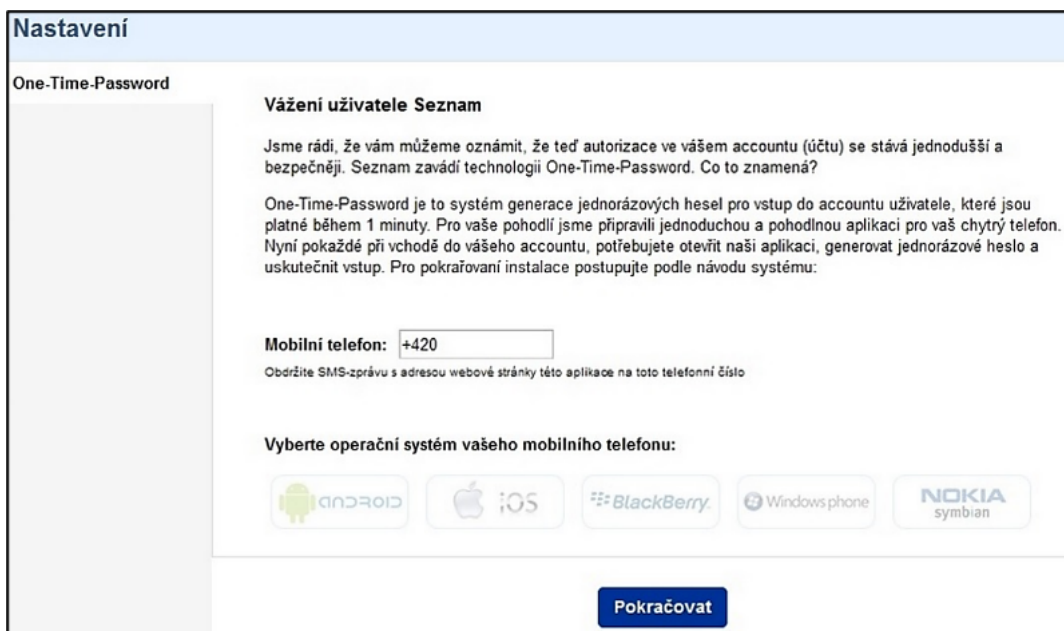 Nastavení
One-Time-Password
Vážení uživatele Seznam
Jsme rádi, že vám můžeme oznámit, že teď autorizace ve vášem accountu (účtu) se stává jednodušší a
bezpečněji. Seznam zavádí technologii One-Time-Password. Co to znamená?
One-Time-Password je to systém generace jednorázových hesel pro vstup do accountu uživatele, které jsou
platné během 1 minuty. Pro vaše pohodlí jsme připravili jednoduchou a pohodlnou aplikaci pro vaš chytrý telefon.
Nyní pokaždé při vchodě do vášeho accountu, potřebujete otevřit naši aplikaci, generovat jednorázové heslo a
uskutečnit vstup. Pro pokrařovaní instalace postupujte podle návodu systému:
Mobilní telefon: +420
Obdržíte SMS-zprávu s adresou webové stránky této aplikace na toto telefonní číslo
Vyberte operační systém vašeho mobilního telefonu:
ANDROID iOS BlackBerry. Windows phone NOKIA
symbian
Pokračovat